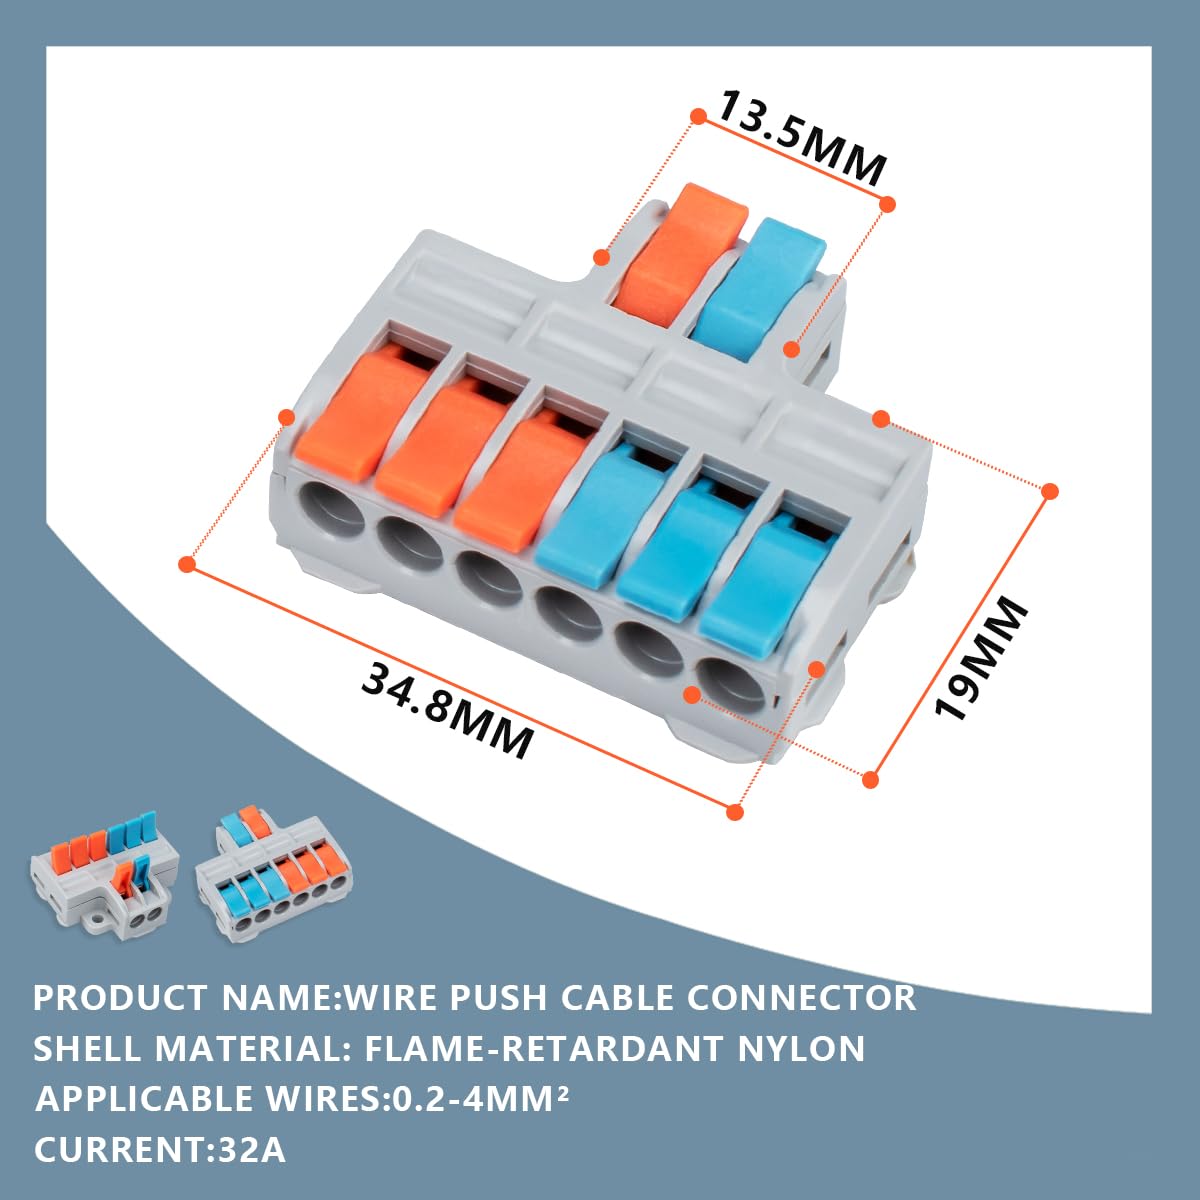 13.5MM
19MM
34.8MM
PRODUCT NAME:WIRE PUSH CABLE CONNECTOR
SHELL MATERIAL: FLAME-RETARDANT NYLON
APPLICABLE WIRES:0.2-4MM²
CURRENT:32A